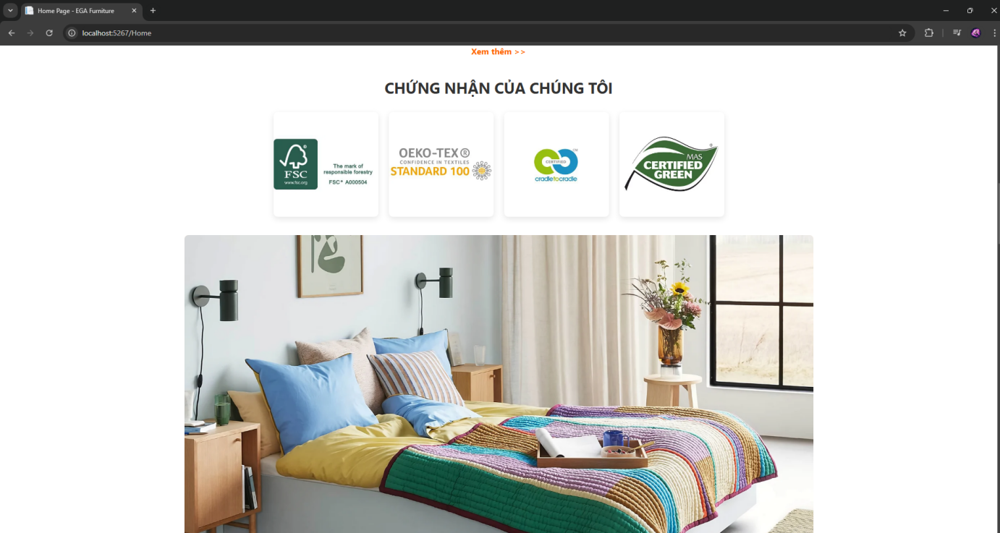 Home Page - EGA Furniture
localhost:5267/Home
Xem thêm >>
CHỨNG NHẬN CỦA CHÚNG TÔI
FSC
www.fsc.org
The mark of
responsible forestry
FSC® A000504
OEKO-TEX®
CONFIDENCE IN TEXTILES
STANDARD 100
CERTIFIED
cradletocradle
MAS
CERTIFIED
GREEN